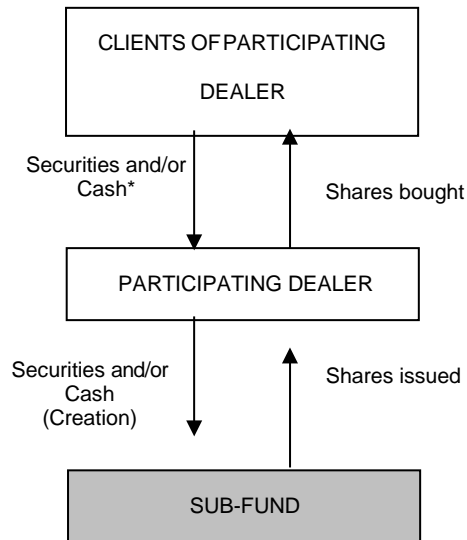 CLIENTS OF PARTICIPATING
DEALER
Securities and/or
Cash*
Shares bought
PARTICIPATING DEALER
Securities and/or
Cash
(Creation)
Shares issued
SUB-FUND